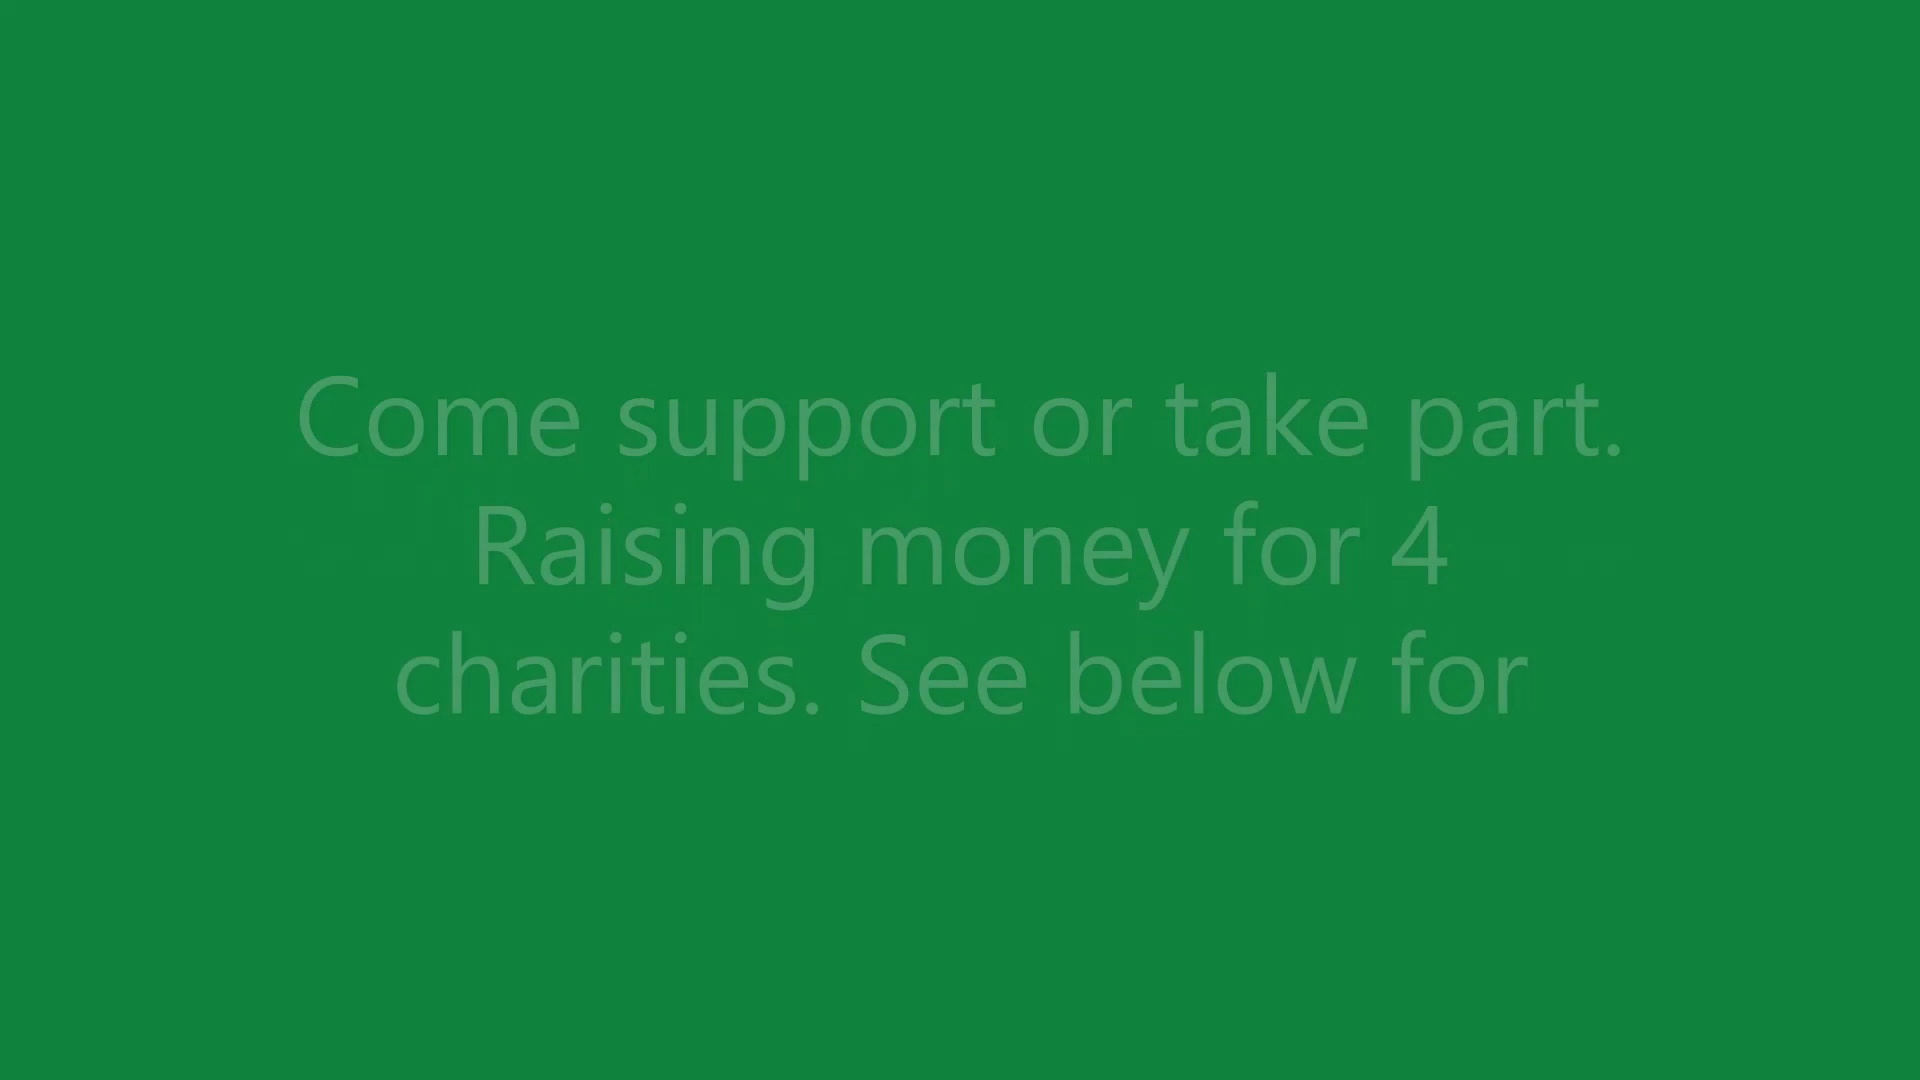 Come support or take part.
Raising money for 4
charities. See below for